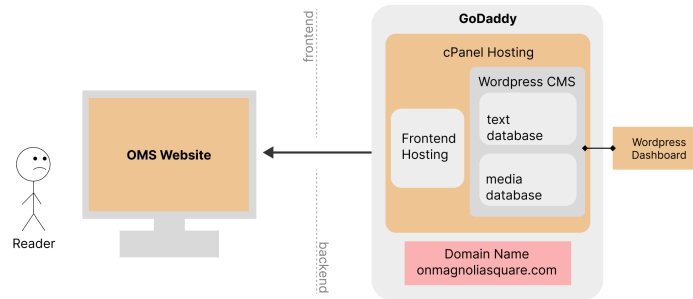 GoDaddy
frontend
cPanel Hosting
Wordpress CMS
text
database
Frontend
Hosting
Wordpress
Dashboard
OMS Website
media
database
Reader
backend
Domain Name
onmagnoliasquare.com